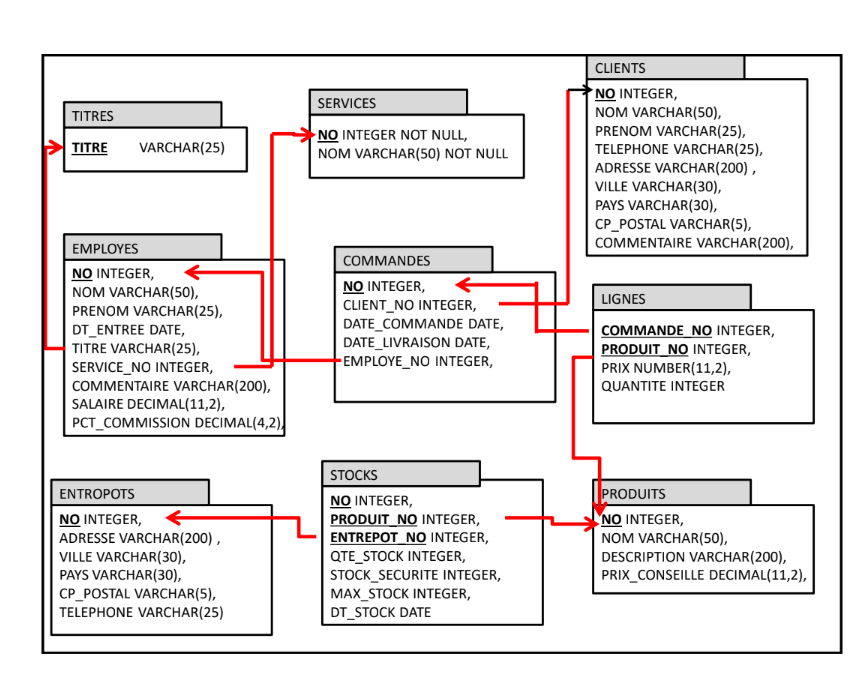 TITRES
TITRE VARCHAR(25)
SERVICES
NO INTEGER NOT NULL,
NOM VARCHAR(50) NOT NULL
CLIENTS
NO INTEGER,
NOM VARCHAR(50),
PRENOM VARCHAR(25),
TELEPHONE VARCHAR(25),
ADRESSE VARCHAR(200) ,
VILLE VARCHAR(30),
PAYS VARCHAR(30),
CP_POSTAL VARCHAR(5),
COMMENTAIRE VARCHAR(200),
EMPLOYES
NO INTEGER,
NOM VARCHAR(50),
PRENOM VARCHAR(25),
DT_ENTREE DATE,
TITRE VARCHAR(25),
SERVICE_NO INTEGER,
COMMENTAIRE VARCHAR(200),
SALAIRE DECIMAL(11,2),
PCT_COMMISSION DECIMAL(4,2),
COMMANDES
NO INTEGER,
CLIENT_NO INTEGER,
DATE_COMMANDE DATE,
DATE_LIVRAISON DATE,
EMPLOYE_NO INTEGER,
LIGNES
COMMANDE_NO INTEGER,
PRODUIT_NO INTEGER,
PRIX NUMBER(11,2),
QUANTITE INTEGER
ENTROPOTS
NO INTEGER,
ADRESSE VARCHAR(200) ,
VILLE VARCHAR(30),
PAYS VARCHAR(30),
CP_POSTAL VARCHAR(5),
TELEPHONE VARCHAR(25)
STOCKS
NO INTEGER,
PRODUIT_NO INTEGER,
ENTREPOT_NO INTEGER,
QTE_STOCK INTEGER,
STOCK_SECURITE INTEGER,
MAX_STOCK INTEGER,
DT_STOCK DATE
PRODUITS
NO INTEGER,
NOM VARCHAR(50),
DESCRIPTION VARCHAR(200),
PRIX_CONSEILLE DECIMAL(11,2),